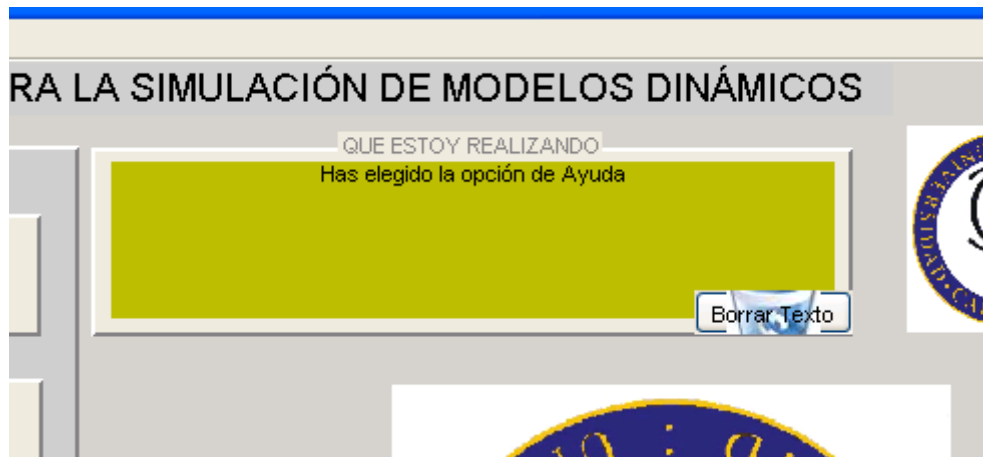 RA LA SIMULACIÓN DE MODELOS DINÁMICOS
QUE ESTOY REALIZANDO
Has elegido la opción de Ayuda
Borrar Texto